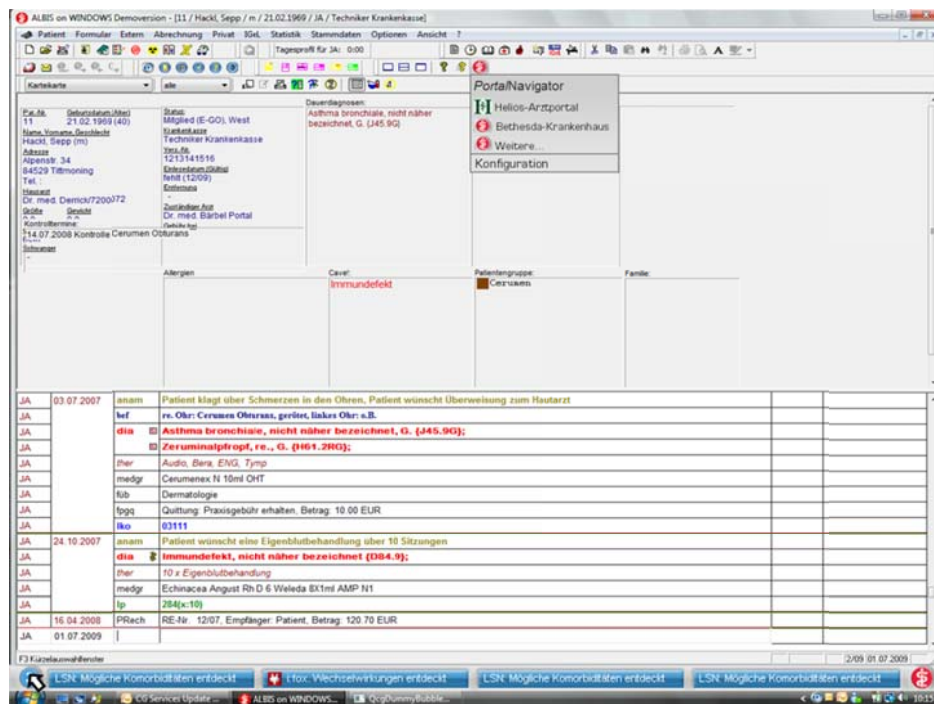 ALBIS on WINDOWS Demoversion - [11 / Hackl, Sepp / m / 21.02.1969 / JA / Techniker Krankenkasse]
Patient Formular Extern Abrechnung Privat IGeL Statistik Stammdaten Optionen Ansicht ?
Tagesprofil für JA: 0:00
Karteikarte alle
PortalNavigator
Helios-Arztportal
Bethesda-Krankenhaus
Weitere...
Konfiguration
Pat.-Nr. Geburtsdatum (Alter)
11 21.02.1969 (40)
Name, Vorname, Geschlecht
Hackl, Sepp (m)
Adresse
Alpenstr. 34
84529 Tittmoning
Tel. :
Hausarzt
Dr. med. Derrick/7200072
Größe Gewicht
Kontrolltermine:
14.07.2008 Kontrolle Cerumen Obturans
Schwanger
-
Status:
Mitglied (E-GO), West
Krankenkasse
Techniker Krankenkasse
Vers.-Nr.
1213141516
Einlesedatum (Gültig)
fehlt (12/09)
Entfernung
-
Zuständiger Arzt
Dr. med. Bärbel Portal
Gebühr frei
Dauerdiagnosen:
Asthma bronchiale, nicht näher
bezeichnet, G. {J45.9G}
Allergien
Cave!:
Immundefekt
Patientengruppe:
Cerumen
Familie:
JA 03.07.2007 anam Patient klagt über Schmerzen in den Ohren. Patient wünscht Überweisung zum Hautarzt
JA bef re. Ohr: Cerumen Obturans, gerötet, linkes Ohr: o.B.
JA dia Asthma bronchiale, nicht näher bezeichnet, G. {J45.9G};
JA Zeruminalpfropf, re., G. {H61.2RG};
JA ther Audio, Bera, ENG, Tymp
JA medgr Cerumenex N 10ml OHT
JA füb Dermatologie
JA fpgq Quittung: Praxisgebühr erhalten, Betrag: 10.00 EUR
JA lko 03111
JA 24.10.2007 anam Patient wünscht eine Eigenblutbehandlung über 10 Sitzungen
JA dia Immundefekt, nicht näher bezeichnet {D84.9};
JA ther 10 x Eigenblutbehandlung
JA medgr Echinacea Angust Rh D 6 Weleda 8X1ml AMP N1
JA lp 284(x:10)
JA 16.04.2008 PRech RE-Nr. 12/07, Empfänger: Patient, Betrag: 120.70 EUR
JA 01.07.2009
F3 Kürzelauswahlfenster 2/09 01.07.2009
LSN: Mögliche Komorbiditäten entdeckt i:fox: Wechselwirkungen entdeckt LSN: Mögliche Komorbiditäten entdeckt LSN: Mögliche Komorbiditäten entdeckt
CG Services Update ... ALBIS on WINDOWS... QcgDummyBubble... 10:15